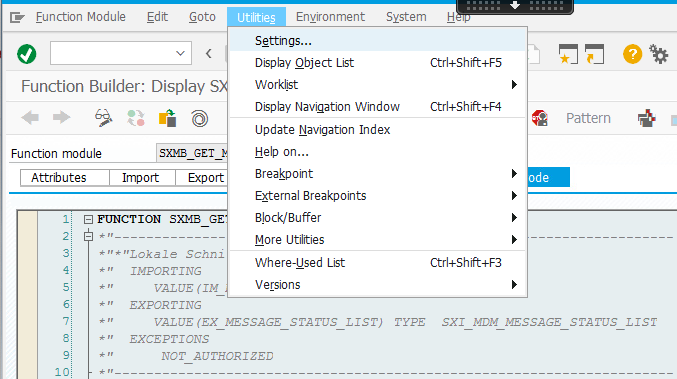 Function Module Edit Goto Utilities Environment System Help
Settings...
Display Object List Ctrl+Shift+F5
Worklist
Display Navigation Window Ctrl+Shift+F4
Update Navigation Index
Help on...
Breakpoint
External Breakpoints
Block/Buffer
More Utilities
Where-Used List Ctrl+Shift+F3
Versions
Function Builder: Display SX
Pattern
Function module SXMB_GET_M
Attributes Import Export ode
1 FUNCTION SXMB_GET
2 *"----------------------------------------------------------------------
3 *"*"Lokale Schni
4 *" IMPORTING
5 *" VALUE(IM_
6 *" EXPORTING
7 *" VALUE(EX_MESSAGE_STATUS_LIST) TYPE SXI_MDM_MESSAGE_STATUS_LIST
8 *" EXCEPTIONS
9 *" NOT_AUTHORIZED
10 *"----------------------------------------------------------------------